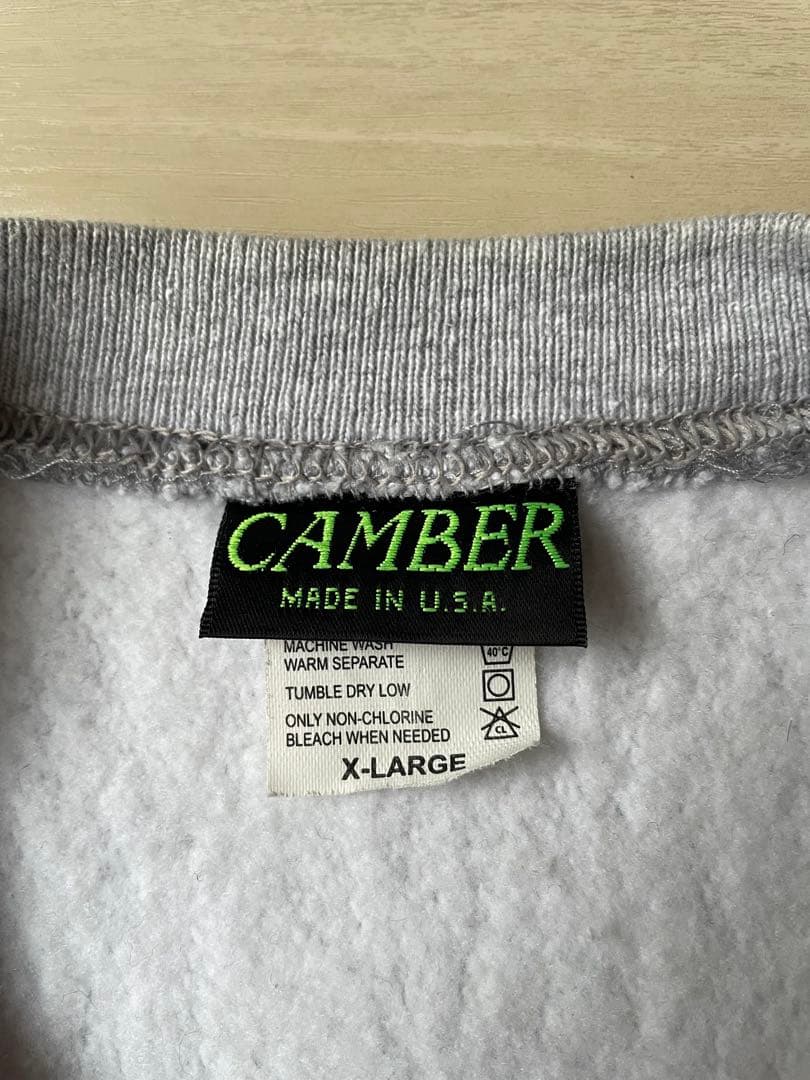 CAMBER
MADE IN U.S.A.
MACHINE WASH
WARM SEPARATE
40°C
TUMBLE DRY LOW
ONLY NON-CHLORINE
BLEACH WHEN NEEDED
CL
X-LARGE